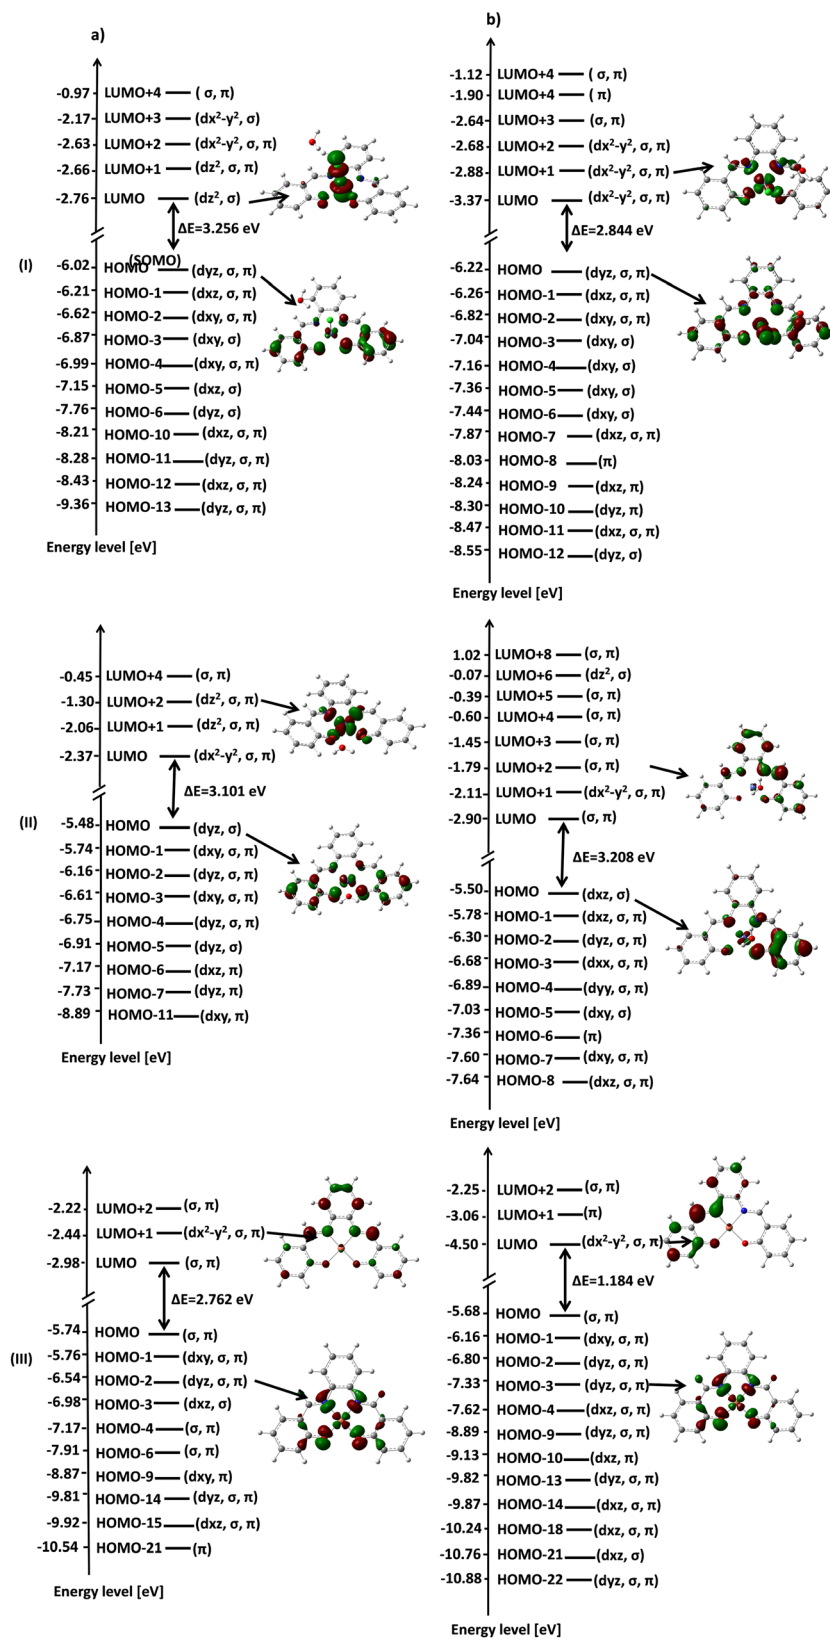 a)
-0.97 LUMO+4 ( σ, π)
-2.17 LUMO+3 (dx²-y², σ)
-2.63 LUMO+2 (dx²-y², σ, π)
-2.66 LUMO+1 (dz², σ, π)
-2.76 LUMO (dz², σ)
ΔE=3.256 eV
(I)
(SOMO)
-6.02 HOMO (dyz, σ, π)
-6.21 HOMO-1 (dxz, σ, π)
-6.62 HOMO-2 (dxy, σ, π)
-6.87 HOMO-3 (dxy, σ)
-6.99 HOMO-4 (dxy, σ, π)
-7.15 HOMO-5 (dxz, σ)
-7.76 HOMO-6 (dyz, σ)
-8.21 HOMO-10 (dxz, σ, π)
-8.28 HOMO-11 (dyz, σ, π)
-8.43 HOMO-12 (dxz, σ, π)
-9.36 HOMO-13 (dyz, σ, π)
Energy level [eV]
b)
-1.12 LUMO+4 ( σ, π)
-1.90 LUMO+4 ( π)
-2.64 LUMO+3 (σ, π)
-2.68 LUMO+2 (dx²-y², σ, π)
-2.88 LUMO+1 (dx²-y², σ, π)
-3.37 LUMO (dx²-y², σ, π)
ΔE=2.844 eV
-6.22 HOMO (dyz, σ, π)
-6.26 HOMO-1 (dxz, σ, π)
-6.82 HOMO-2 (dxy, σ, π)
-7.04 HOMO-3 (dxy, σ)
-7.16 HOMO-4 (dxy, σ)
-7.36 HOMO-5 (dxy, σ)
-7.44 HOMO-6 (dxy, σ)
-7.87 HOMO-7 (dxz, σ, π)
-8.03 HOMO-8 (π)
-8.24 HOMO-9 (dxz, π)
-8.30 HOMO-10 (dyz, π)
-8.47 HOMO-11 (dxz, σ, π)
-8.55 HOMO-12 (dyz, σ)
Energy level [eV]
-0.45 LUMO+4 (σ, π)
-1.30 LUMO+2 (dz², σ, π)
-2.06 LUMO+1 (dz², σ, π)
-2.37 LUMO (dx²-y², σ, π)
ΔE=3.101 eV
(II)
-5.48 HOMO (dyz, σ)
-5.74 HOMO-1 (dxy, σ, π)
-6.16 HOMO-2 (dyz, σ, π)
-6.61 HOMO-3 (dxy, σ, π)
-6.75 HOMO-4 (dyz, σ, π)
-6.91 HOMO-5 (dyz, σ)
-7.17 HOMO-6 (dxz, π)
-7.73 HOMO-7 (dyz, π)
-8.89 HOMO-11 (dxy, π)
Energy level [eV]
1.02 LUMO+8 (σ, π)
-0.07 LUMO+6 (dz², σ)
-0.39 LUMO+5 (σ, π)
-0.60 LUMO+4 (σ, π)
-1.45 LUMO+3 (σ, π)
-1.79 LUMO+2 (σ, π)
-2.11 LUMO+1 (dx²-y², σ, π)
-2.90 LUMO (σ, π)
ΔE=3.208 eV
-5.50 HOMO (dxz, σ)
-5.78 HOMO-1 (dxz, σ, π)
-6.30 HOMO-2 (dyz, σ, π)
-6.68 HOMO-3 (dxx, σ, π)
-6.89 HOMO-4 (dyy, σ, π)
-7.03 HOMO-5 (dxy, σ)
-7.36 HOMO-6 (π)
-7.60 HOMO-7 (dxy, σ, π)
-7.64 HOMO-8 (dxz, σ, π)
Energy level [eV]
-2.22 LUMO+2 (σ, π)
-2.44 LUMO+1 (dx²-y², σ, π)
-2.98 LUMO (σ, π)
ΔE=2.762 eV
(III)
-5.74 HOMO (σ, π)
-5.76 HOMO-1 (dxy, σ, π)
-6.54 HOMO-2 (dyz, σ, π)
-6.98 HOMO-3 (dxz, σ)
-7.17 HOMO-4 (σ, π)
-7.91 HOMO-6 (σ, π)
-8.87 HOMO-9 (dxy, π)
-9.81 HOMO-14 (dyz, σ, π)
-9.92 HOMO-15 (dxz, σ, π)
-10.54 HOMO-21 (π)
Energy level [eV]
-2.25 LUMO+2 (σ, π)
-3.06 LUMO+1 (π)
-4.50 LUMO (dx²-y², σ, π)
ΔE=1.184 eV
-5.68 HOMO (σ, π)
-6.16 HOMO-1 (dxy, σ, π)
-6.80 HOMO-2 (dyz, σ, π)
-7.33 HOMO-3 (dyz, σ, π)
-7.62 HOMO-4 (dxz, σ, π)
-8.89 HOMO-9 (dyz, σ, π)
-9.13 HOMO-10 (dxz, π)
-9.82 HOMO-13 (dyz, σ, π)
-9.87 HOMO-14 (dxz, σ, π)
-10.24 HOMO-18 (dxz, σ, π)
-10.76 HOMO-21 (dxz, σ)
-10.88 HOMO-22 (dyz, σ, π)
Energy level [eV]